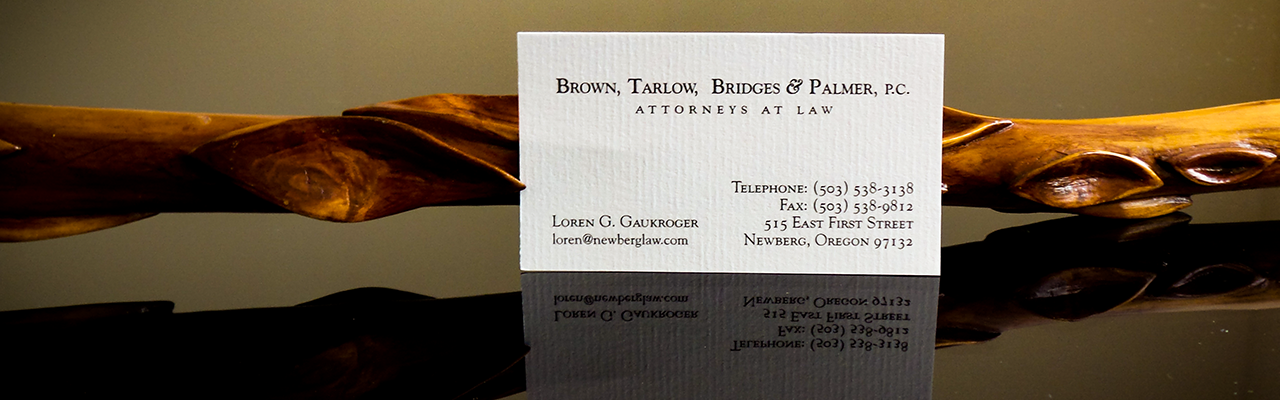 Brown, Tarlow, Bridges & Palmer, P.C.
ATTORNEYS AT LAW
Telephone: (503) 538-3138
Fax: (503) 538-9812
Loren G. Gaukroger 515 East First Street
loren@newberglaw.com Newberg, Oregon 97132